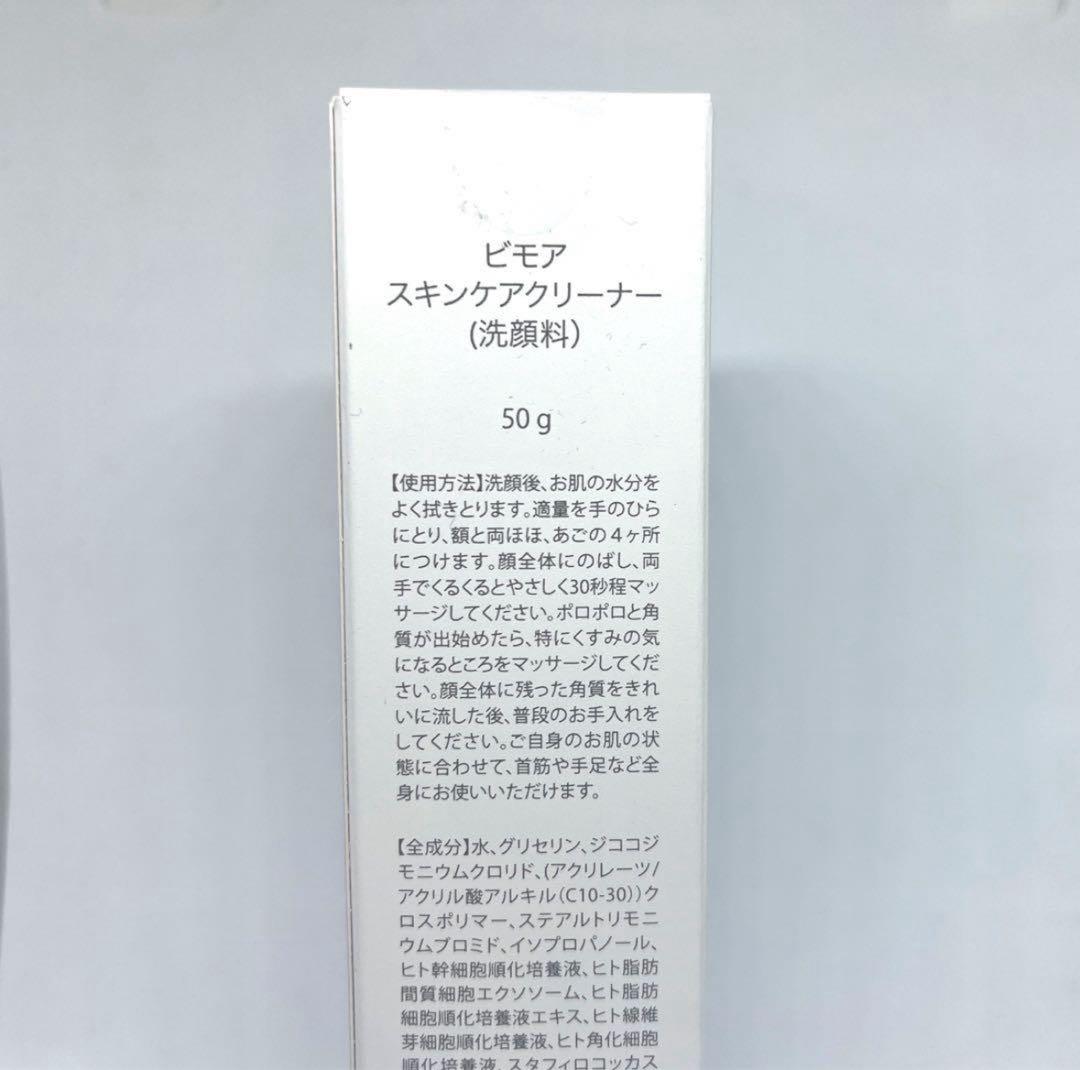 ビモア
スキンケアクリーナー
(洗顔料)
50 g
【使用方法】洗顔後、お肌の水分を
よく拭きとります。適量を手のひら
にとり、額と両ほほ、あごの4ヶ所
につけます。顔全体にのばし、両
手でくるくるとやさしく30秒程マッ
サージしてください。ポロポロと角
質が出始めたら、特にくすみの気
になるところをマッサージしてくだ
さい。顔全体に残った角質をきれ
いに流した後、普段のお手入れを
してください。ご自身のお肌の状
態に合わせて、首筋や手足など全
身にお使いいただけます。
【全成分】水、グリセリン、ジココジ
モニウムクロリド、(アクリレーツ/
アクリル酸アルキル(C10-30))ク
ロスポリマー、ステアルトリモニ
ウムブロミド、イソプロパノール、
ヒト幹細胞順化培養液、ヒト脂肪
間質細胞エクソソーム、ヒト脂肪
細胞順化培養液エキス、ヒト線維
芽細胞順化培養液、ヒト角化細胞
順化培養液、スタフィロコッカス